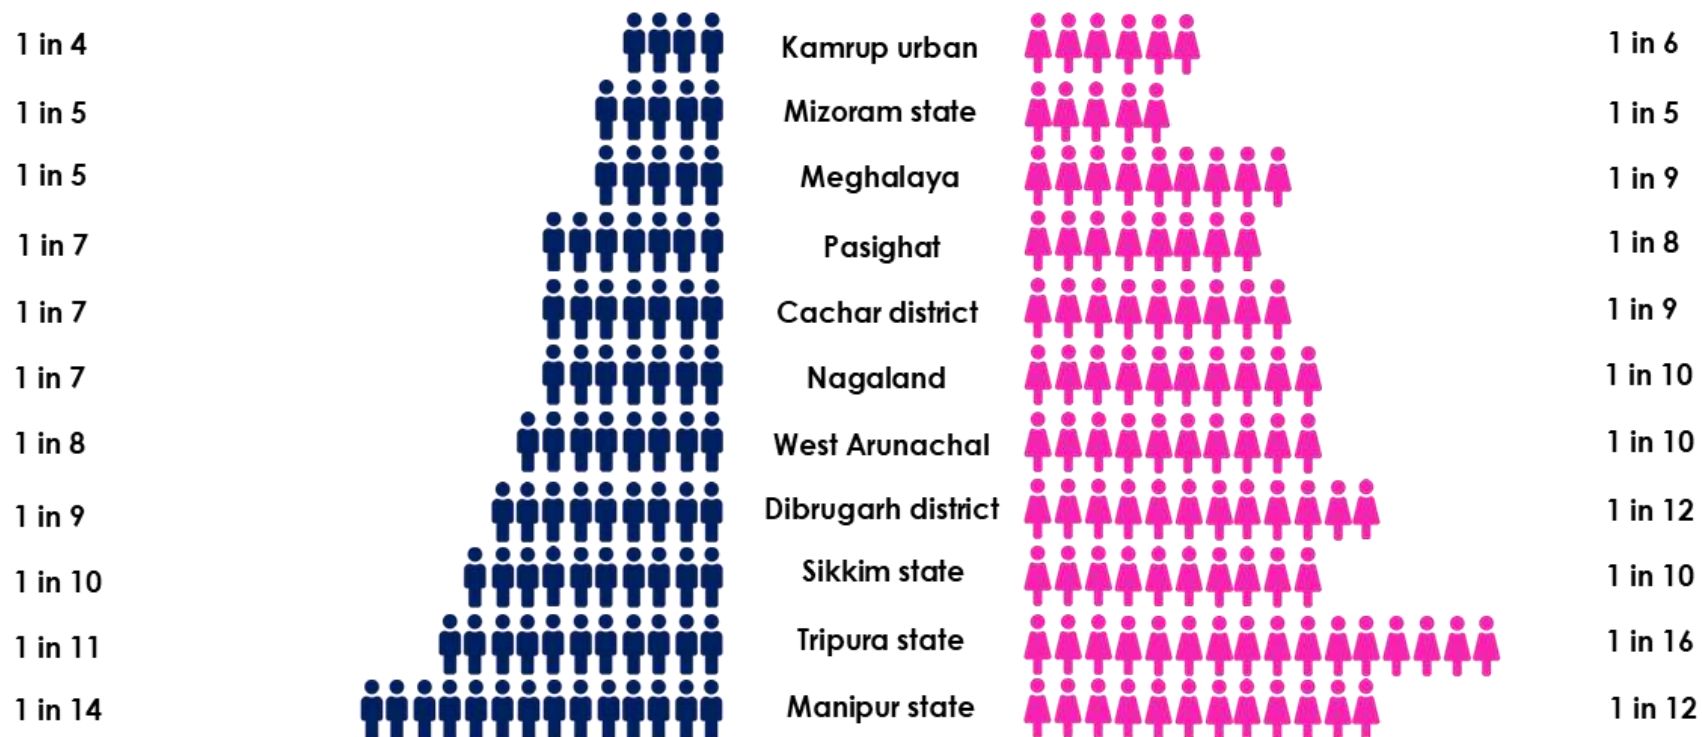 1 in 4 Kamrup urban 1 in 6
1 in 5 Mizoram state 1 in 5
1 in 5 Meghalaya 1 in 9
1 in 7 Pasighat 1 in 8
1 in 7 Cachar district 1 in 9
1 in 7 Nagaland 1 in 10
1 in 8 West Arunachal 1 in 10
1 in 9 Dibrugarh district 1 in 12
1 in 10 Sikkim state 1 in 10
1 in 11 Tripura state 1 in 16
1 in 14 Manipur state 1 in 12